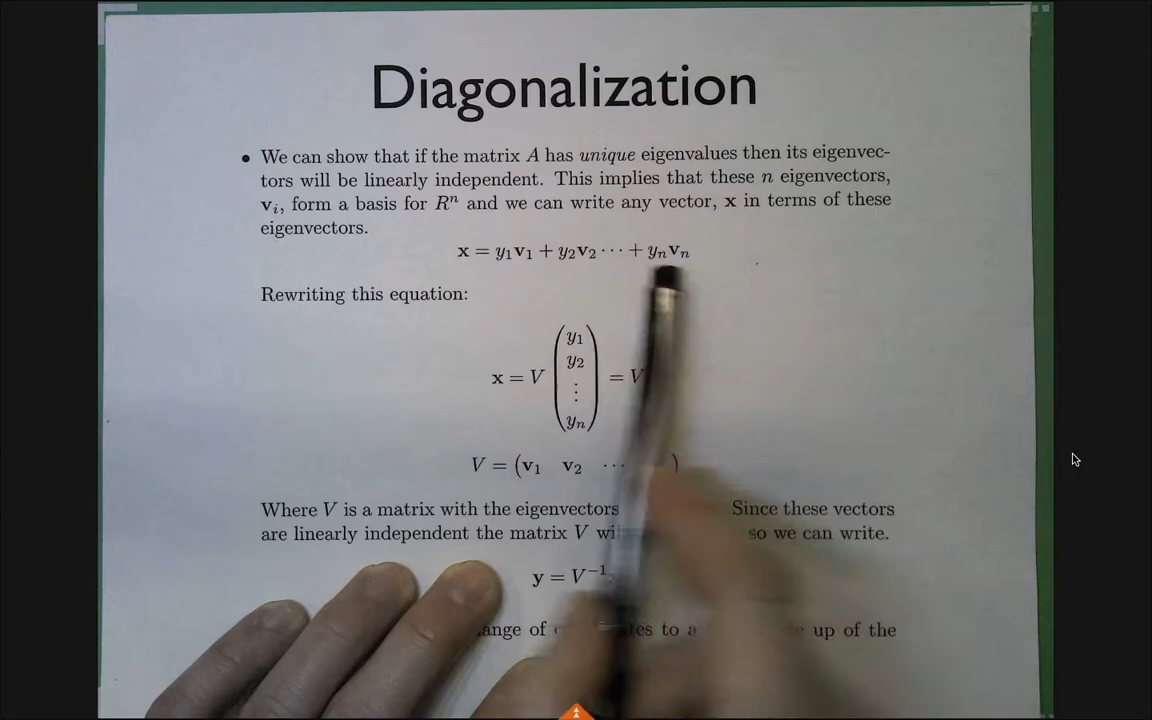 Diagonalization
• We can show that if the matrix A has unique eigenvalues then its eigenvec-
tors will be linearly independent. This implies that these n eigenvectors,
vᵢ, form a basis for Rⁿ and we can write any vector, x in terms of these
eigenvectors.
x = y₁v₁ + y₂v₂ ··· + yₙvₙ
Rewriting this equation:
y₁
y₂
x = V ⋮ = V
yₙ
V = (v₁ v₂ ··· )
Where V is a matrix with the eigenvectors Since these vectors
are linearly independent the matrix V so we can write.
y = V⁻¹
of to a up of the